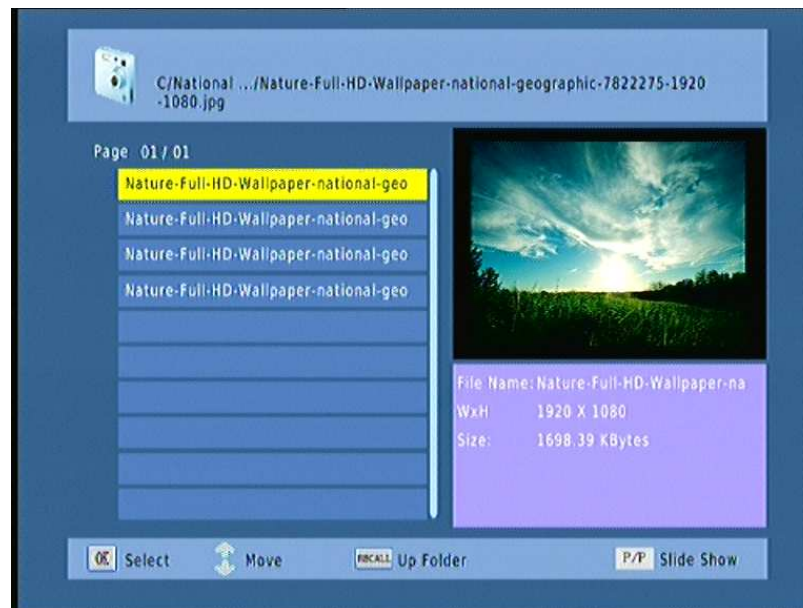 C/National .../Nature-Full-HD-Wallpaper-national-geographic-7822275-1920
-1080.jpg
Page 01/01
Nature-Full-HD-Wallpaper-national-geo
Nature-Full-HD-Wallpaper-national-geo
Nature-Full-HD-Wallpaper-national-geo
Nature-Full-HD-Wallpaper-national-geo
File Name: Nature-Full-HD-Wallpaper-na
WxH 1920 X 1080
Size: 1698.39 KBytes
OK Select Move RECALL Up Folder P/P Slide Show